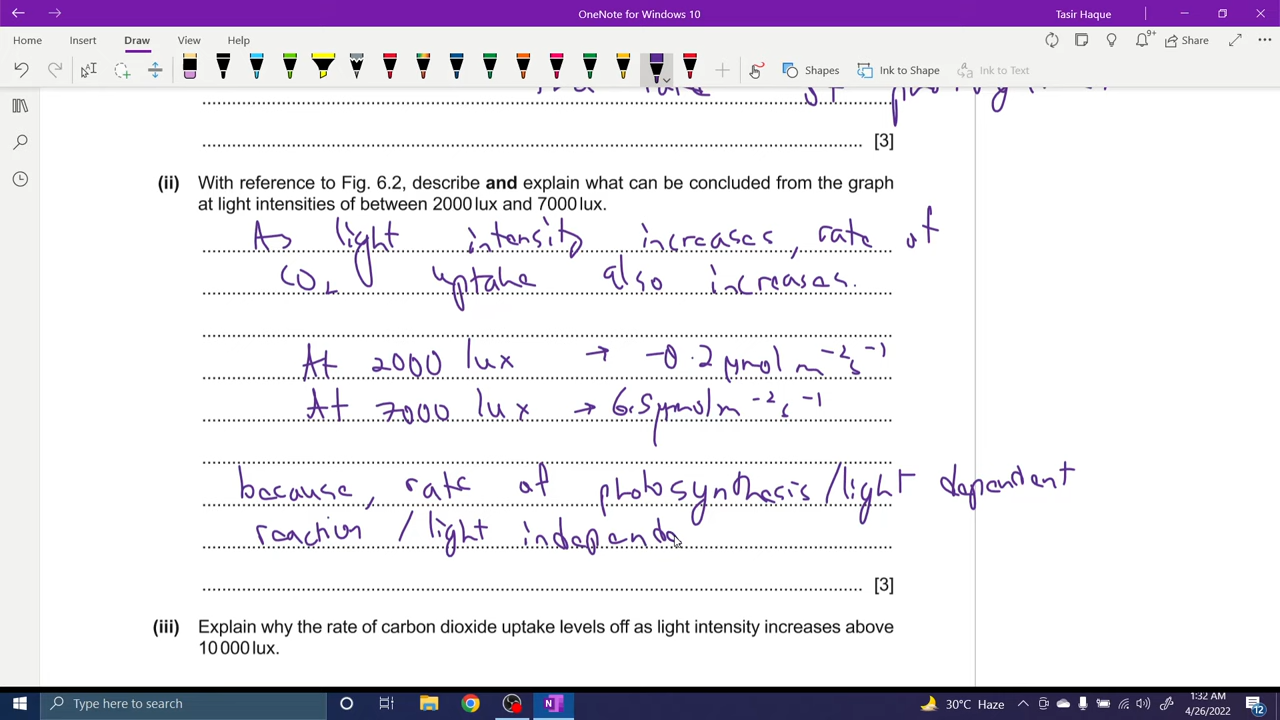 OneNote for Windows 10
Tasir Haque
Home Insert Draw View Help
Share
Shapes Ink to Shape Ink to Text
rate of
[3]
(ii) With reference to Fig. 6.2, describe and explain what can be concluded from the graph
at light intensities of between 2000 lux and 7000 lux.
As light intensity increases, rate of
CO2 uptake also increases.
At 2000 lux → -0.2 μmol m⁻²s⁻¹
At 7000 lux → 6.5 μmol m⁻²s⁻¹
because, rate of photosynthesis/light dependent
reaction / light independe
[3]
(iii) Explain why the rate of carbon dioxide uptake levels off as light intensity increases above
10 000 lux.
Type here to search
30°C Haze
1:32 AM
4/26/2022
12